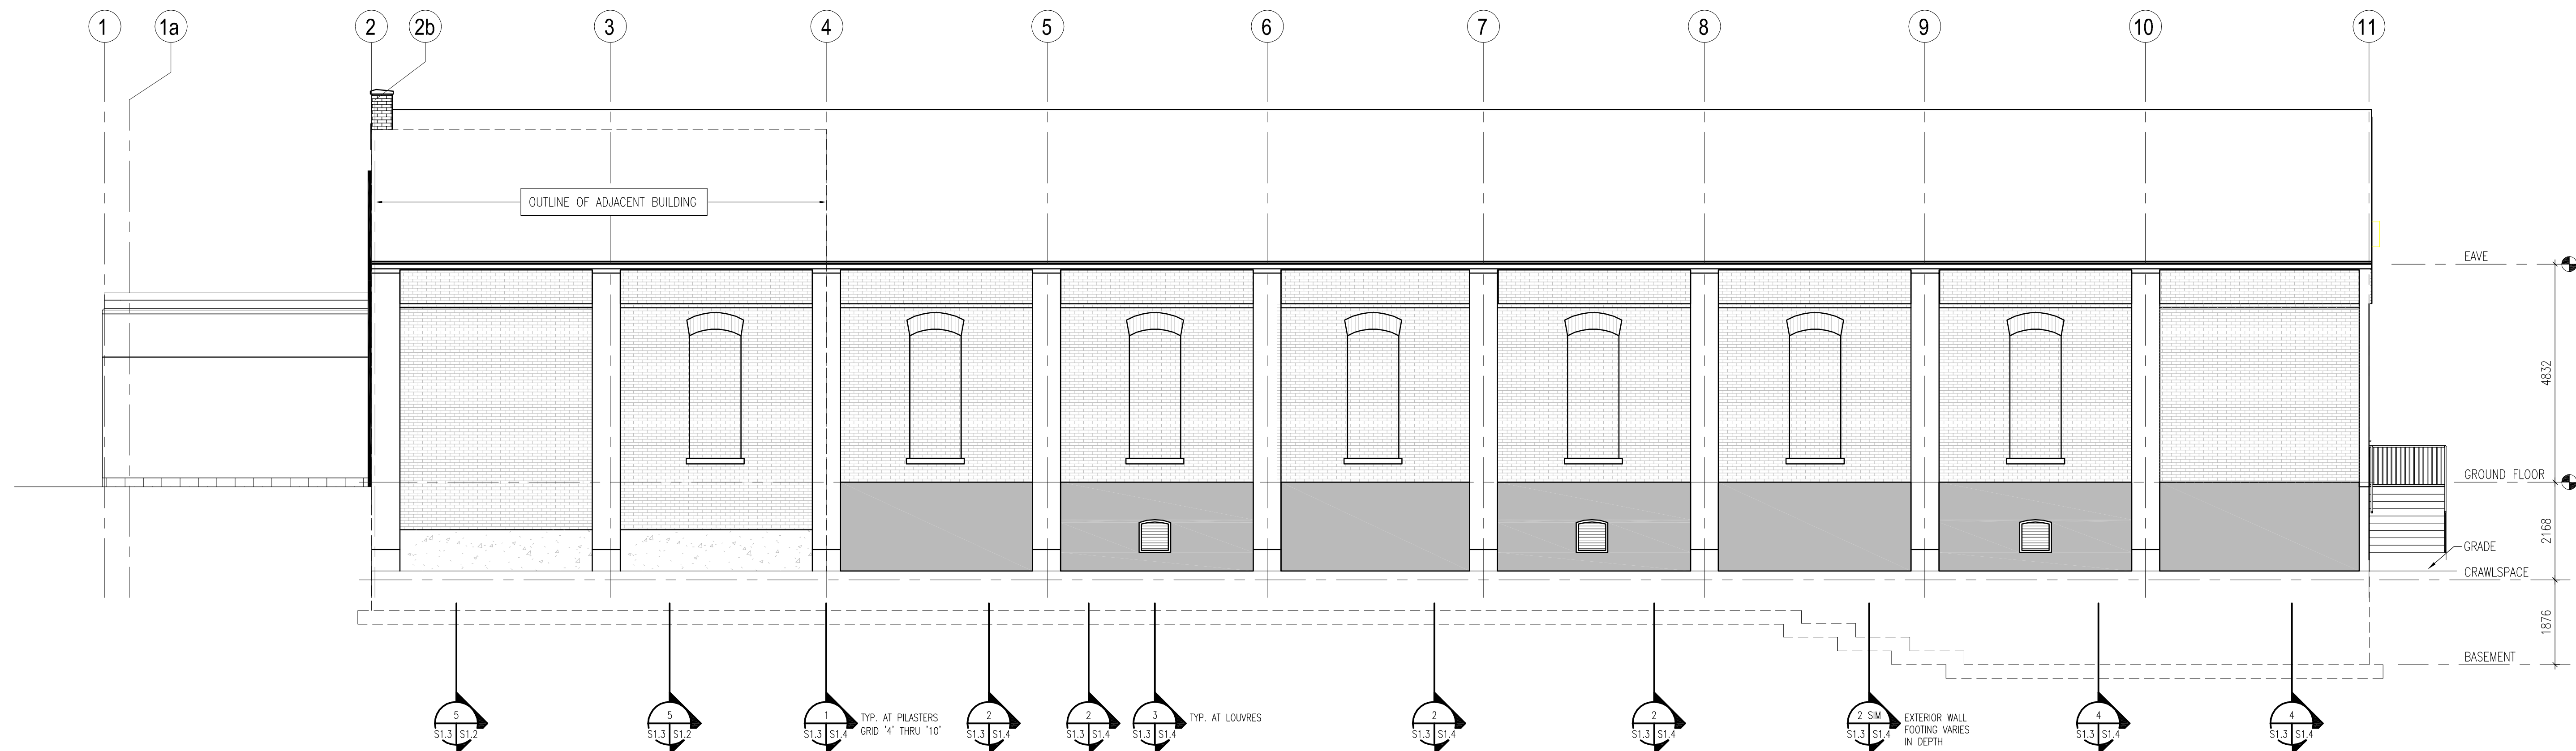 1
1a
2
2b
3
4
5
6
7
8
9
10
11
OUTLINE OF ADJACENT BUILDING
EAVE
4832
GROUND FLOOR
2168
GRADE
CRAWLSPACE
1876
BASEMENT
5
S1.3 S1.2
5
S1.3 S1.2
1
S1.3 S1.4
TYP. AT PILASTERS
GRID '4' THRU '10'
2
S1.3 S1.4
2
S1.3 S1.4
3
S1.3 S1.4
TYP. AT LOUVRES
2
S1.3 S1.4
2
S1.3 S1.4
2 SIM
S1.3 S1.4
EXTERIOR WALL
FOOTING VARIES
IN DEPTH
4
S1.3 S1.4
4
S1.3 S1.4